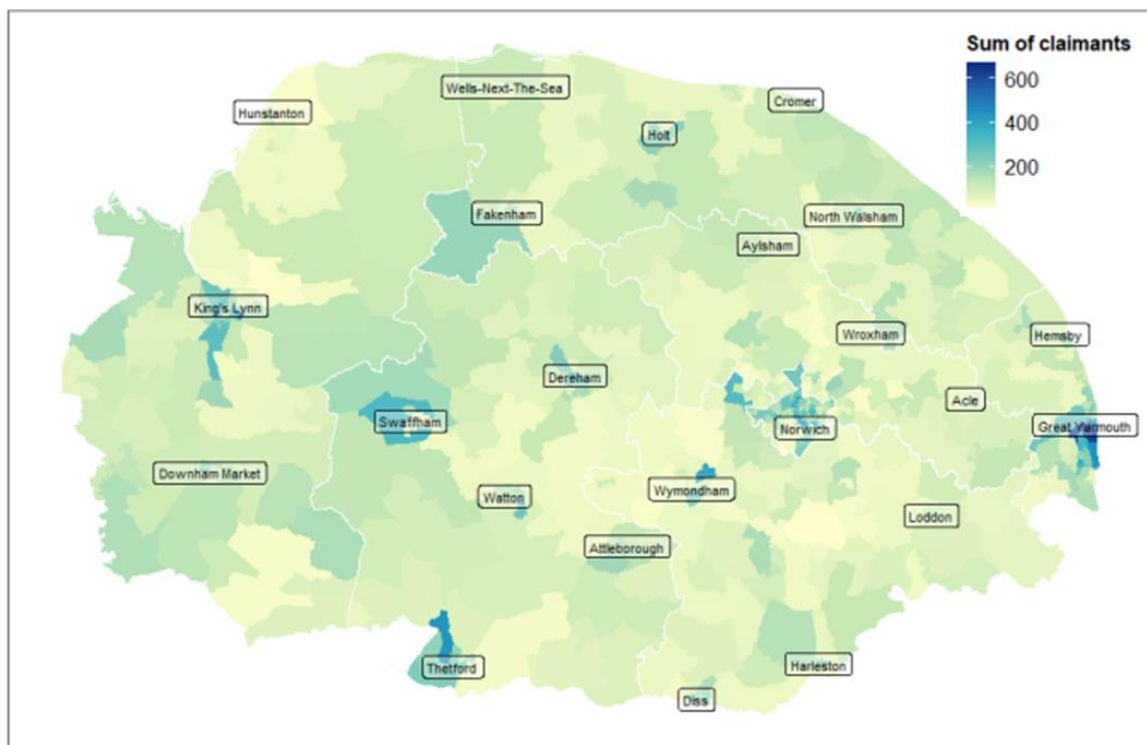 Sum of claimants
600
400
200
Wells-Next-The-Sea
Hunstanton
Cromer
Holt
Fakenham
North Walsham
Aylsham
King's Lynn
Wroxham
Hemsby
Dereham
Acle
Swaffham
Norwich
Great Yarmouth
Downham Market
Wymondham
Watton
Loddon
Attleborough
Thetford
Harleston
Diss